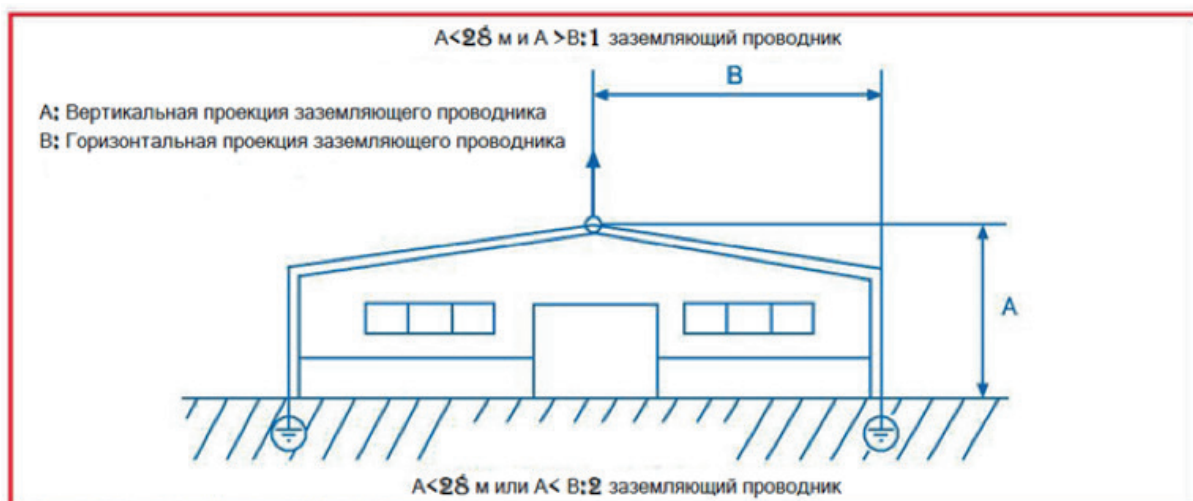 А<28 м и А >В:1 заземляющий проводник
В
А: Вертикальная проекция заземляющего проводника
В: Горизонтальная проекция заземляющего проводника
А
А<28 м или А< В:2 заземляющий проводник